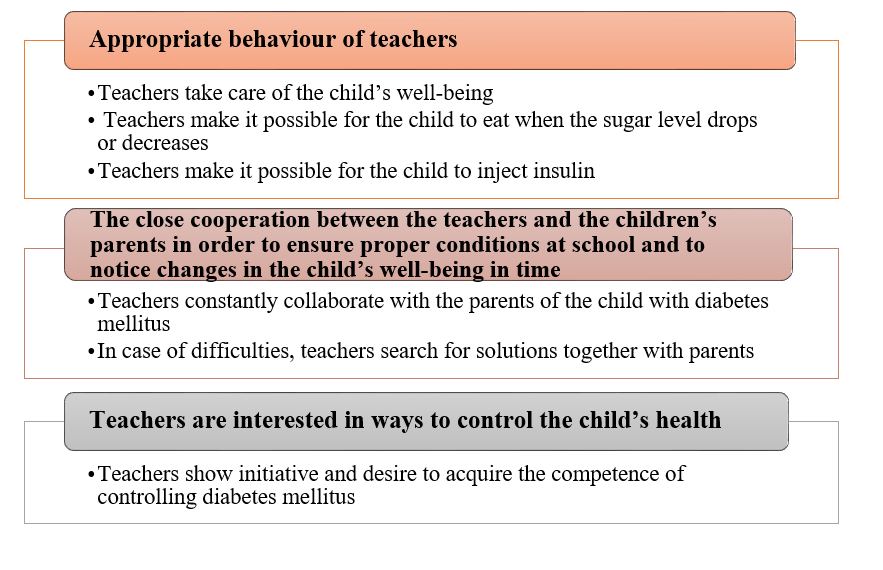 Appropriate behaviour of teachers
•Teachers take care of the child’s well-being
• Teachers make it possible for the child to eat when the sugar level drops
or decreases
•Teachers make it possible for the child to inject insulin
The close cooperation between the teachers and the children’s
parents in order to ensure proper conditions at school and to
notice changes in the child’s well-being in time
•Teachers constantly collaborate with the parents of the child with diabetes
mellitus
•In case of difficulties, teachers search for solutions together with parents
Teachers are interested in ways to control the child’s health
•Teachers show initiative and desire to acquire the competence of
controlling diabetes mellitus